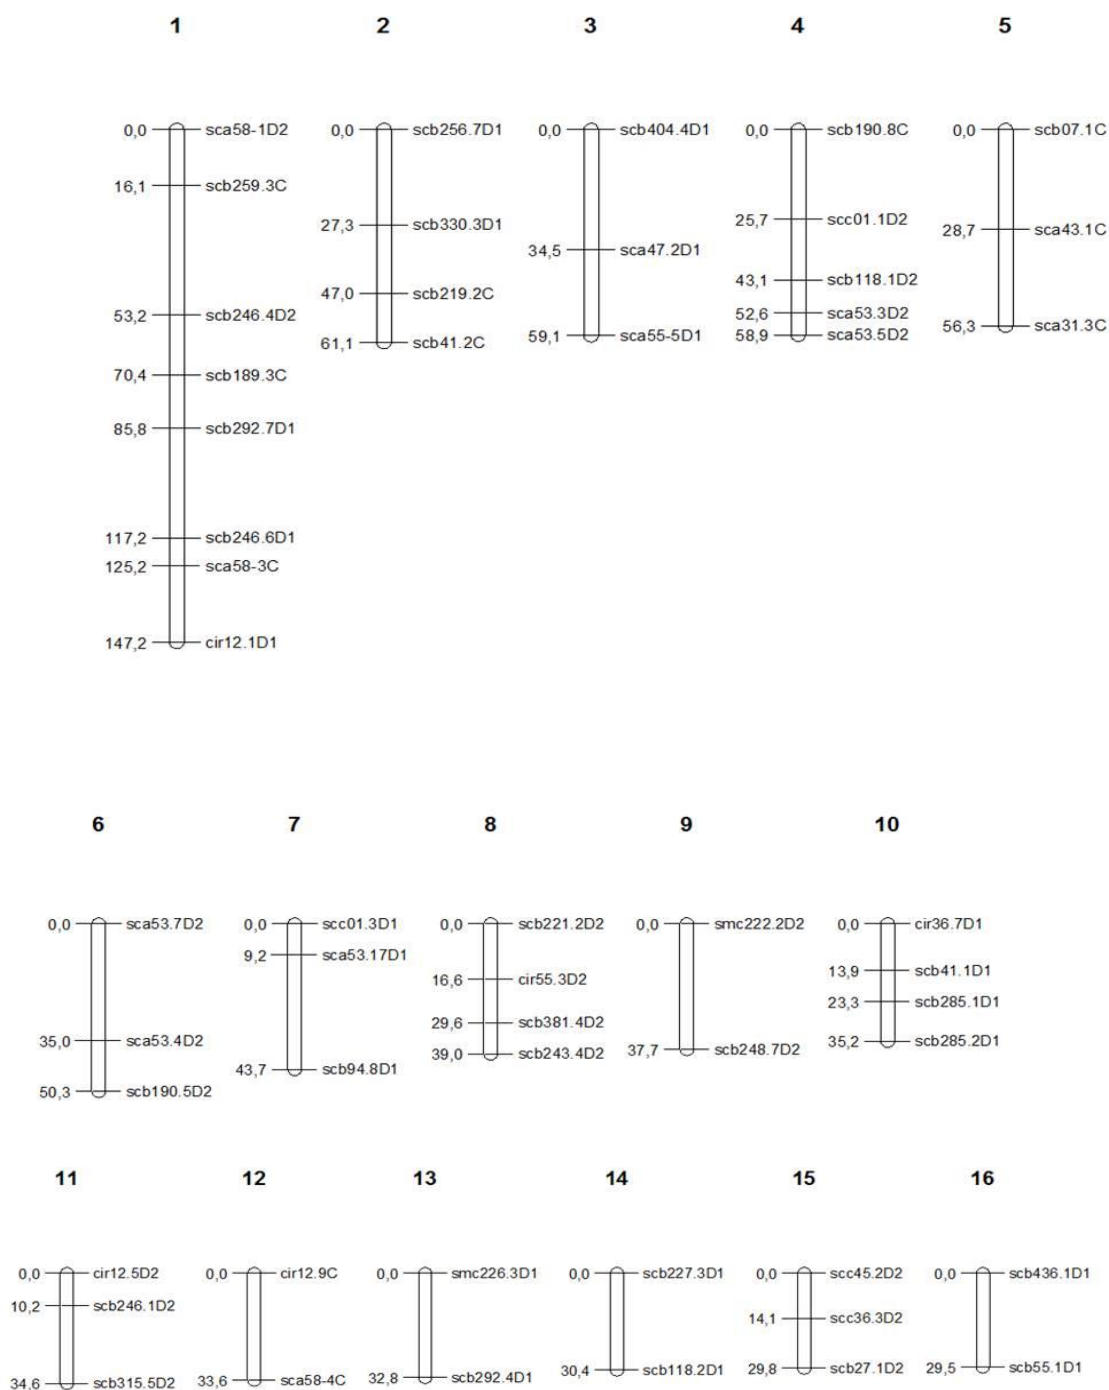 1 2 3 4 5
0,0 sca58-1D2 0,0 scb256.7D1 0,0 scb404.4D1 0,0 scb190.8C 0,0 scb07.1C
16,1 scb259.3C
25,7 scc01.1D2
27,3 scb330.3D1
28,7 sca43.1C
34,5 sca47.2D1
43,1 scb118.1D2
47,0 scb219.2C
53,2 scb246.4D2 52,6 sca53.3D2
56,3 sca31.3C
61,1 scb41.2C 59,1 sca55-5D1 58,9 sca53.5D2
70,4 scb189.3C
85,8 scb292.7D1
117,2 scb246.6D1
125,2 sca58-3C
147,2 cir12.1D1
6 7 8 9 10
0,0 sca53.7D2 0,0 scc01.3D1 0,0 scb221.2D2 0,0 smc222.2D2 0,0 cir36.7D1
9,2 sca53.17D1
13,9 scb41.1D1
16,6 cir55.3D2
23,3 scb285.1D1
29,6 scb381.4D2
35,0 sca53.4D2 35,2 scb285.2D1
37,7 scb248.7D2
39,0 scb243.4D2
43,7 scb94.8D1
50,3 scb190.5D2
11 12 13 14 15 16
0,0 cir12.5D2 0,0 cir12.9C 0,0 smc226.3D1 0,0 scb227.3D1 0,0 scc45.2D2 0,0 scb436.1D1
10,2 scb246.1D2
14,1 scc36.3D2
30,4 scb118.2D1 29,8 scb27.1D2 29,5 scb55.1D1
34,6 scb315.5D2 33,6 sca58-4C 32,8 scb292.4D1